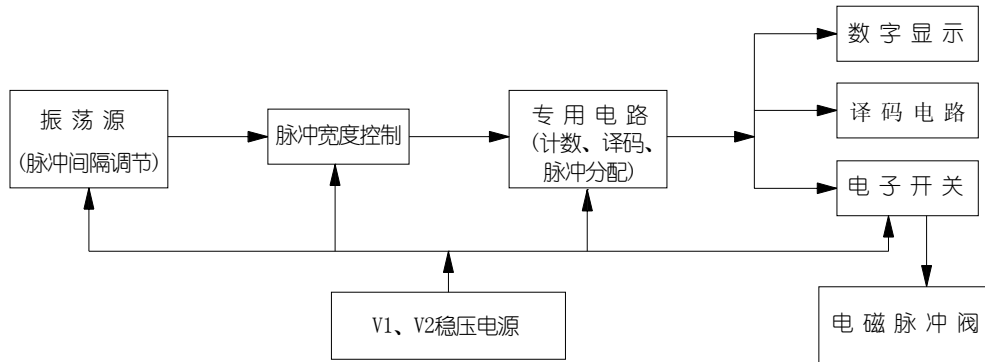 数字显示
振荡源
(脉冲间隔调节)
脉冲宽度控制
专用电路
(计数、译码、
脉冲分配)
译码电路
电子开关
V1、V2稳压电源
电磁脉冲阀